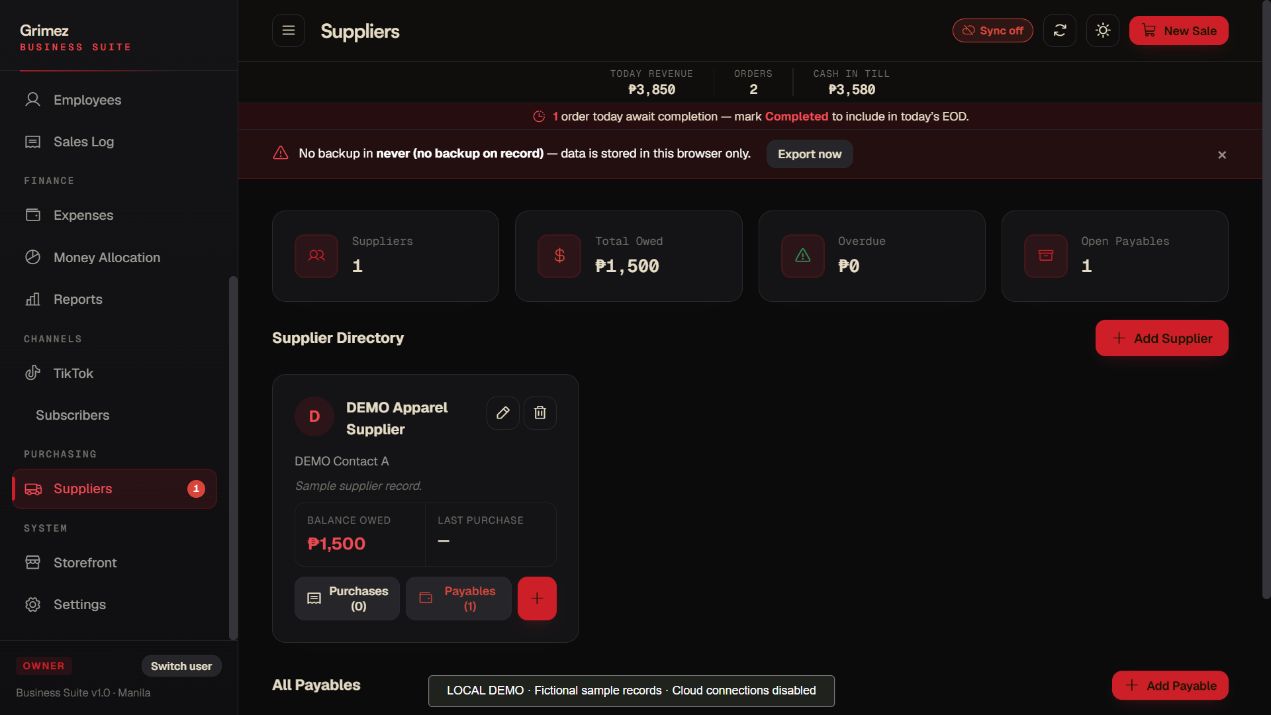 Grimez
BUSINESS SUITE
Employees
Sales Log
FINANCE
Expenses
Money Allocation
Reports
CHANNELS
TikTok
Subscribers
PURCHASING
Suppliers 1
SYSTEM
Storefront
Settings
OWNER Switch user
Business Suite v1.0 · Manila
Suppliers
Sync off
New Sale
TODAY REVENUE ORDERS CASH IN TILL
₱3,850 2 ₱3,580
1 order today await completion — mark Completed to include in today's EOD.
No backup in never (no backup on record) — data is stored in this browser only. Export now ×
Suppliers
1
Total Owed
₱1,500
Overdue
₱0
Open Payables
1
Supplier Directory
+ Add Supplier
D
DEMO Apparel
Supplier
DEMO Contact A
Sample supplier record.
BALANCE OWED LAST PURCHASE
₱1,500 —
Purchases
(0)
Payables
(1)
+
All Payables
+ Add Payable
LOCAL DEMO · Fictional sample records · Cloud connections disabled